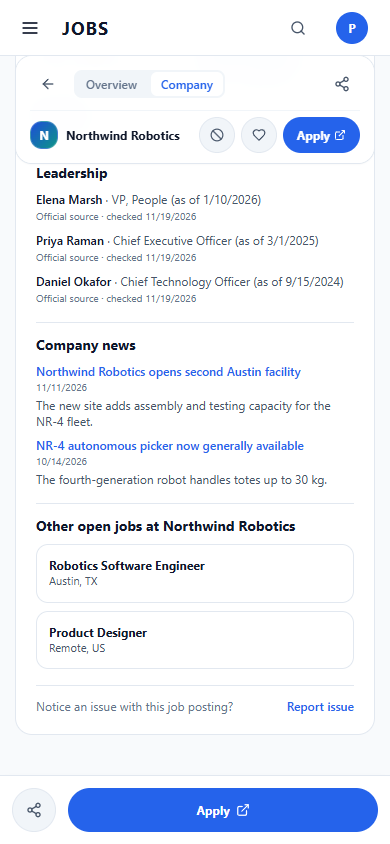 JOBS
P
Overview
Company
N
Northwind Robotics
Apply
Leadership
Elena Marsh · VP, People (as of 1/10/2026)
Official source · checked 11/19/2026
Priya Raman · Chief Executive Officer (as of 3/1/2025)
Official source · checked 11/19/2026
Daniel Okafor · Chief Technology Officer (as of 9/15/2024)
Official source · checked 11/19/2026
Company news
Northwind Robotics opens second Austin facility
11/11/2026
The new site adds assembly and testing capacity for the
NR-4 fleet.
NR-4 autonomous picker now generally available
10/14/2026
The fourth-generation robot handles totes up to 30 kg.
Other open jobs at Northwind Robotics
Robotics Software Engineer
Austin, TX
Product Designer
Remote, US
Notice an issue with this job posting?
Report issue
Apply